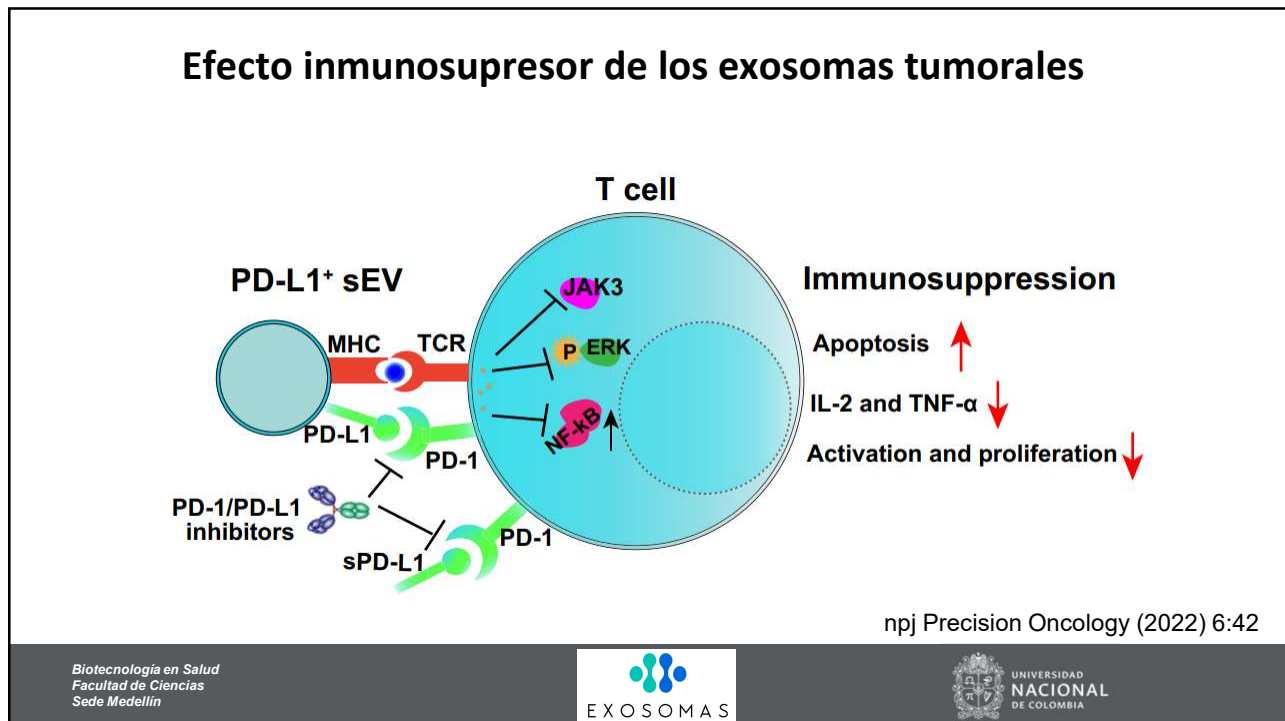 Efecto inmunosupresor de los exosomas tumorales
T cell
PD-L1⁺ sEV
Immunosuppression
JAK3
MHC
TCR
P
ERK
Apoptosis
IL-2 and TNF-α
NF-kB
PD-L1
PD-1
Activation and proliferation
PD-1/PD-L1
inhibitors
sPD-L1
PD-1
npj Precision Oncology (2022) 6:42
Biotecnología en Salud
Facultad de Ciencias
Sede Medellín
EXOSOMAS
UNIVERSIDAD
NACIONAL
DE COLOMBIA